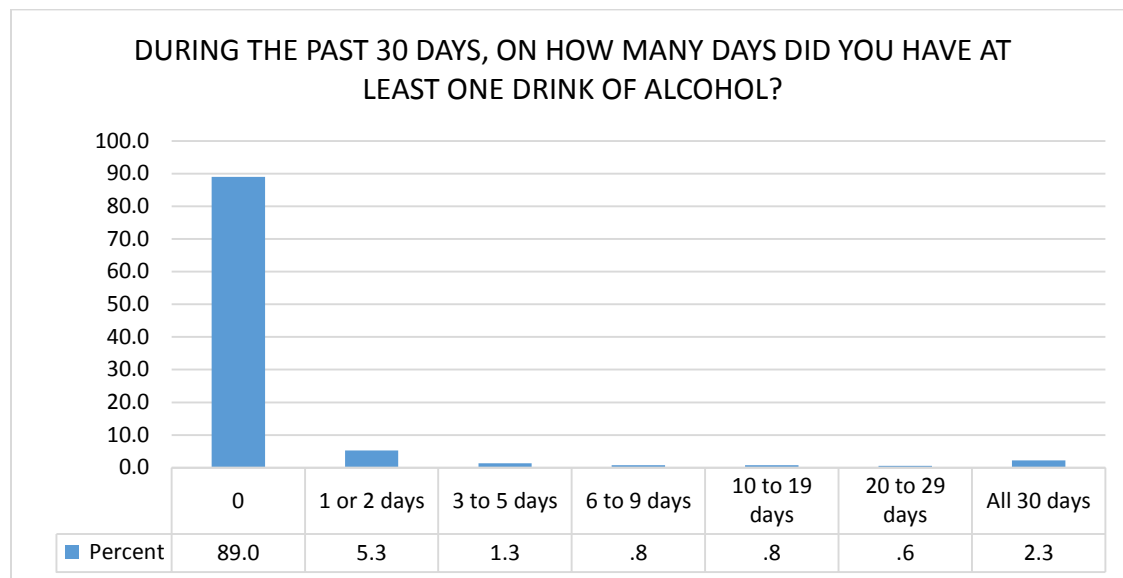 DURING THE PAST 30 DAYS, ON HOW MANY DAYS DID YOU HAVE AT
LEAST ONE DRINK OF ALCOHOL?
100.0
90.0
80.0
70.0
60.0
50.0
40.0
30.0
20.0
10.0
0.0
0 1 or 2 days 3 to 5 days 6 to 9 days 10 to 19 days 20 to 29 days All 30 days
Percent 89.0 5.3 1.3 .8 .8 .6 2.3